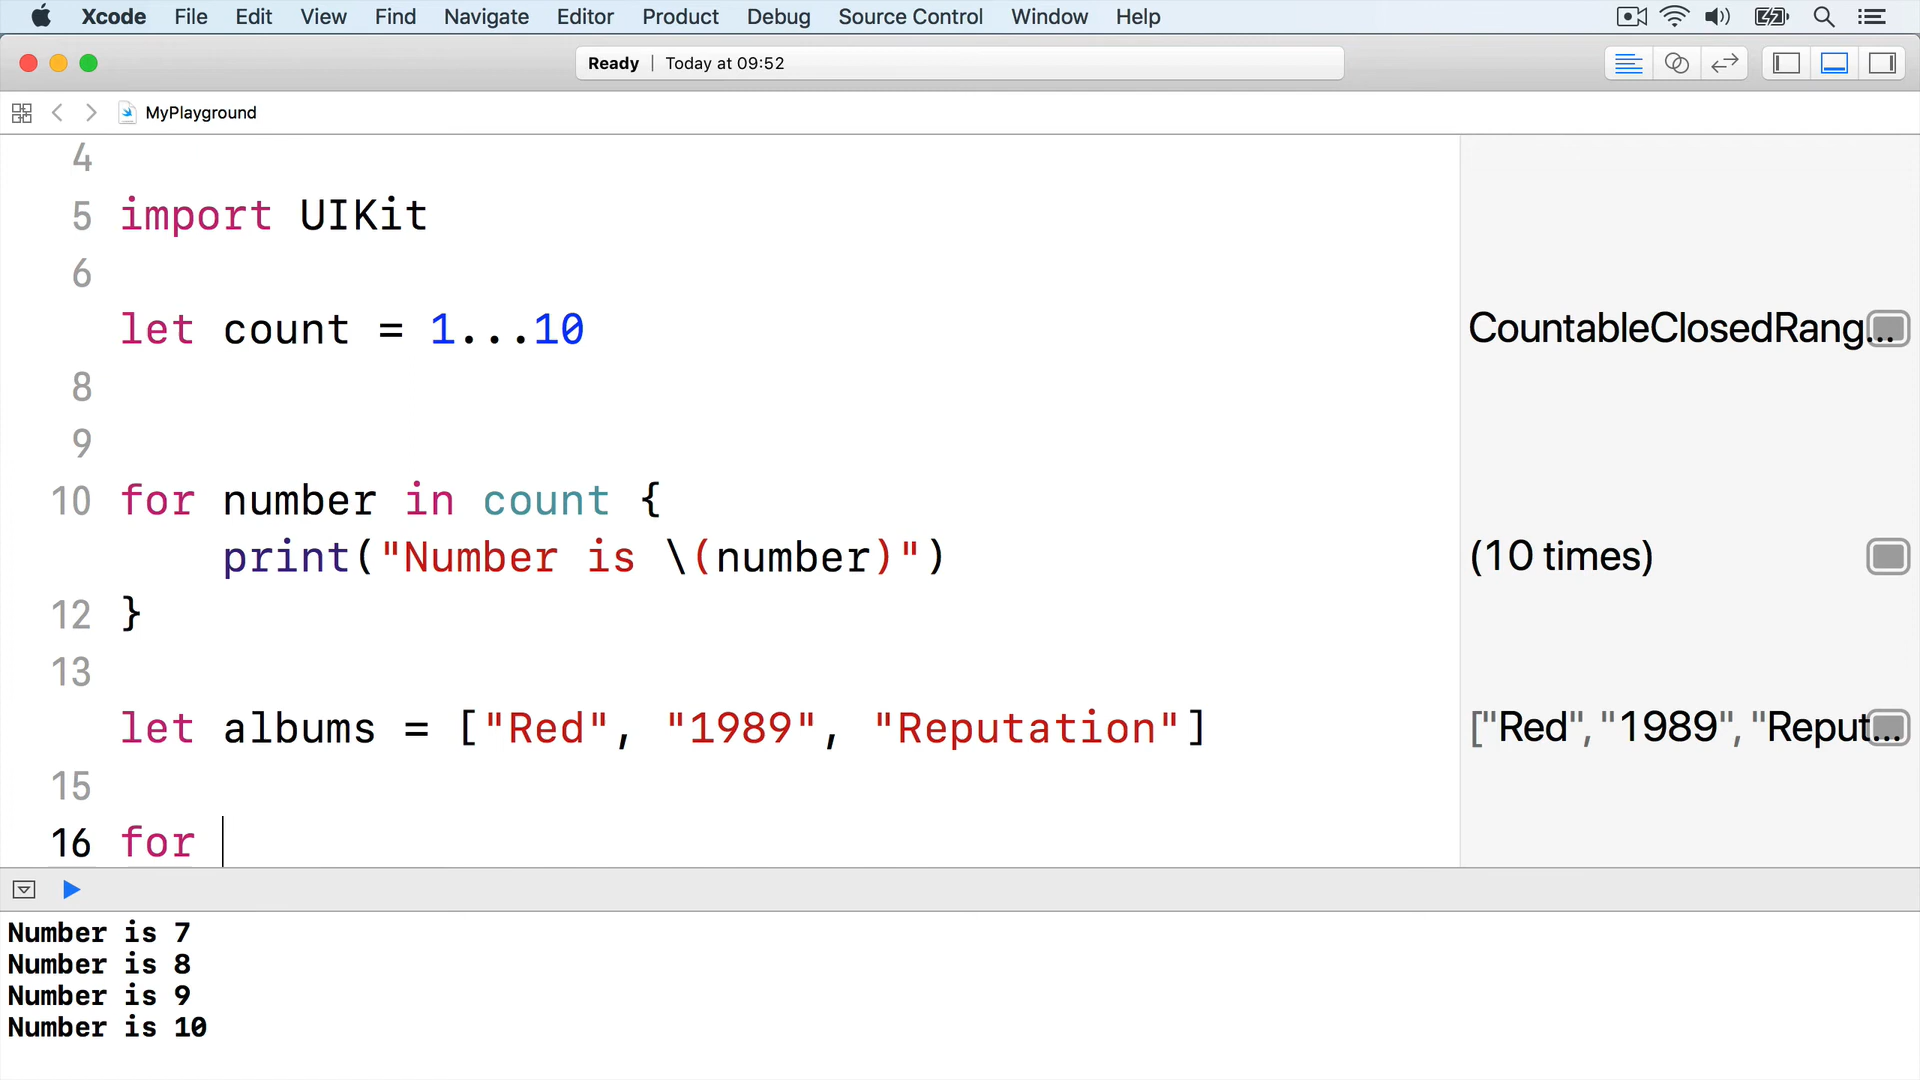 Xcode File Edit View Find Navigate Editor Product Debug Source Control Window Help
Ready | Today at 09:52
MyPlayground
4
5 import UIKit
6
let count = 1...10 CountableClosedRang...
8
9
10 for number in count {
print("Number is \(number)") (10 times)
12 }
13
let albums = ["Red", "1989", "Reputation"] ["Red", "1989", "Reput...
15
16 for
Number is 7
Number is 8
Number is 9
Number is 10